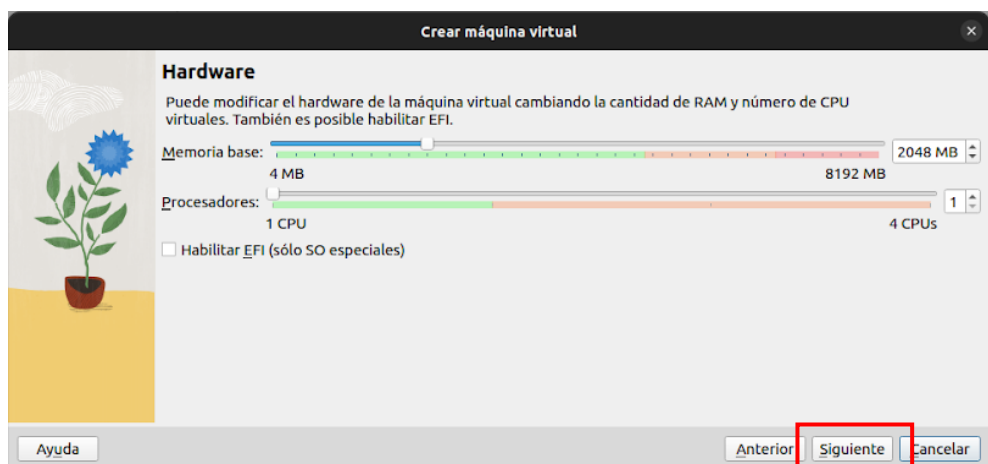 Crear máquina virtual
Hardware
Puede modificar el hardware de la máquina virtual cambiando la cantidad de RAM y número de CPU
virtuales. También es posible habilitar EFI.
Memoria base:
2048 MB
4 MB
8192 MB
Procesadores:
1
1 CPU
4 CPUs
Habilitar EFI (sólo SO especiales)
Ayuda
Anterior
Siguiente
Cancelar